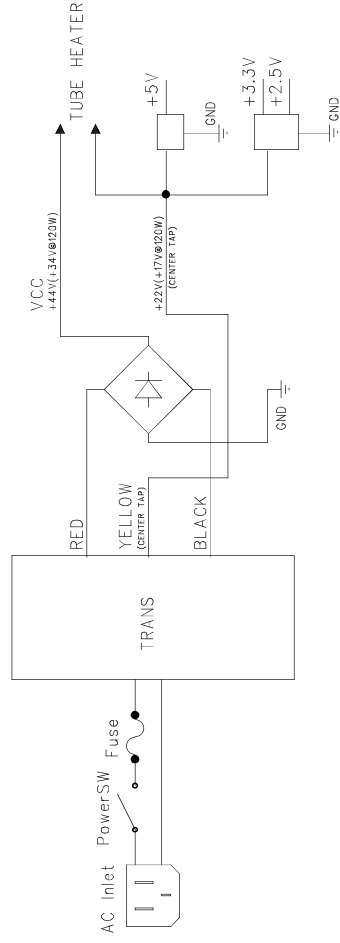 AC Inlet
PowerSW
Fuse
TRANS
RED
YELLOW
(CENTER TAP)
BLACK
GND
VCC
+44V(+34V@120W)
+22V(+17V@120W)
(CENTER TAP)
TUBE HEATER
+5V
GND
+3.3V
+2.5V
GND